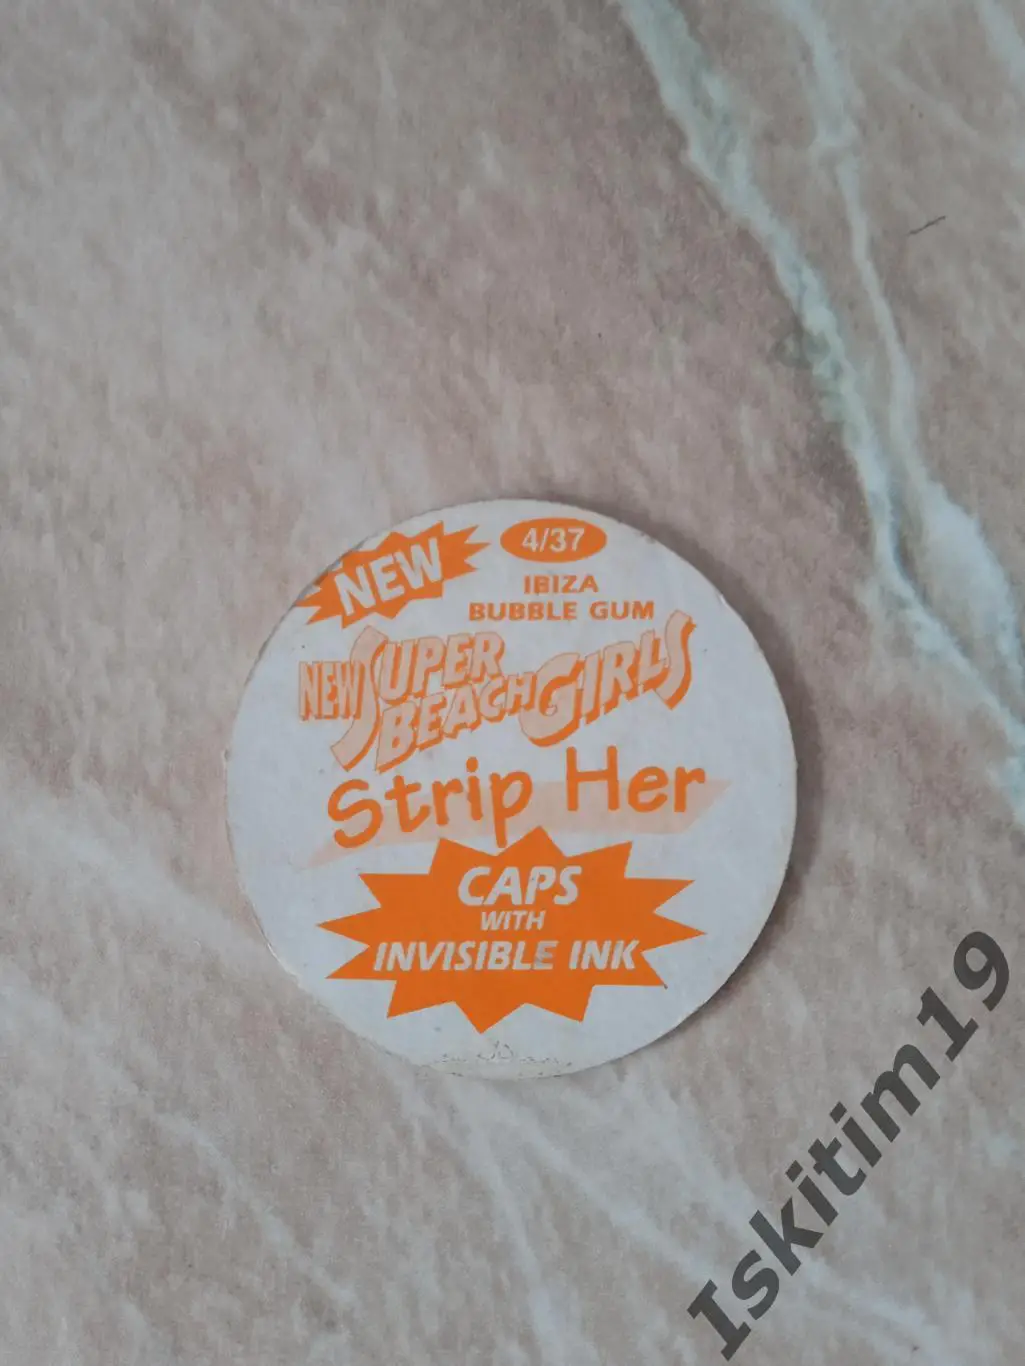 NEW
4/37
IBIZA
BUBBLE GUM
NEW SUPER
BEACH GIRLS
Strip Her
CAPS
WITH
INVISIBLE INK
Iskitim19